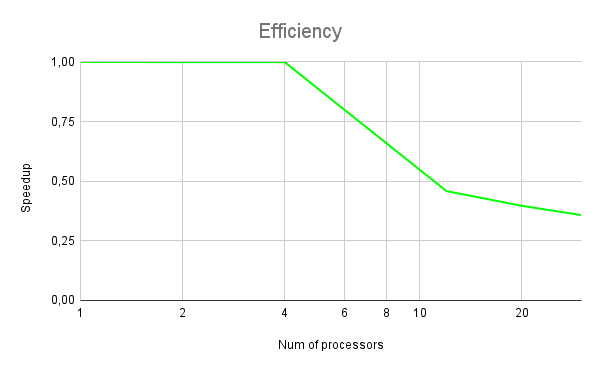 Efficiency
1,00
0,75
0,50
0,25
0,00
Speedup
1 2 4 6 8 10 20
Num of processors